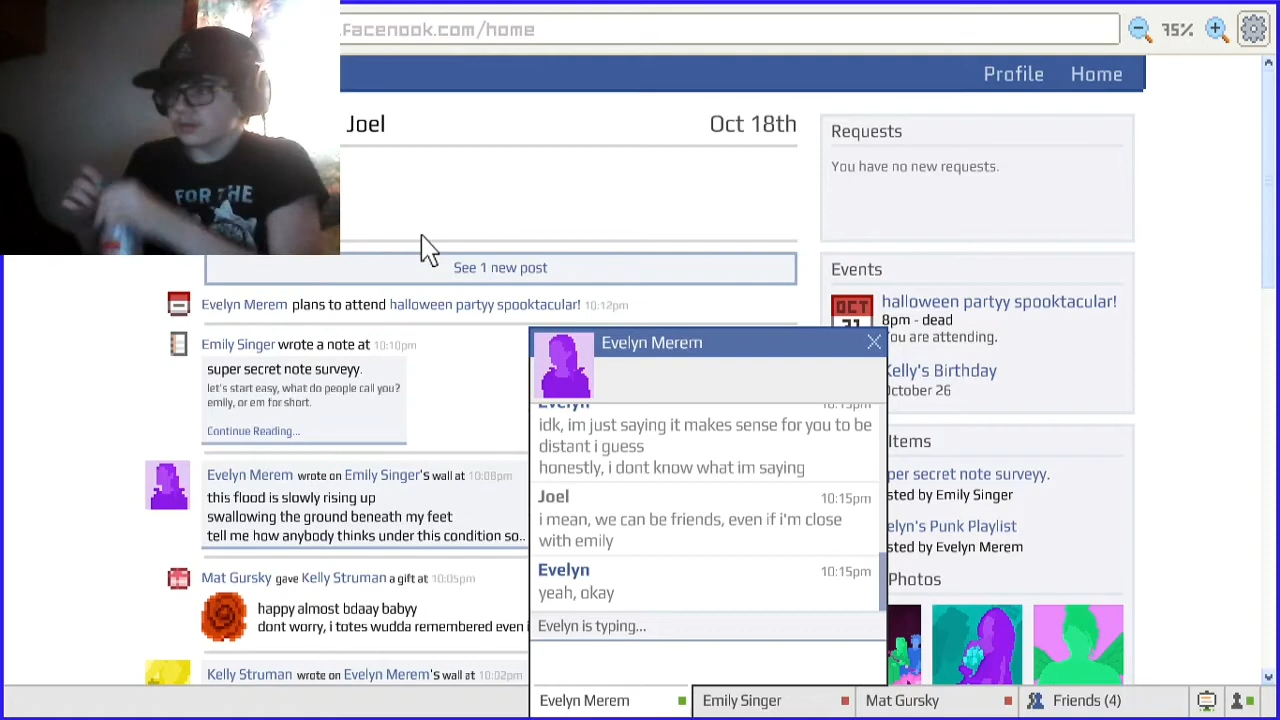 .facenook.com/home
75%
Profile Home
Joel Oct 18th
FOR THE
See 1 new post
Evelyn Merem plans to attend halloween partyy spooktacular! 10:12pm
Emily Singer wrote a note at 10:10pm
super secret note surveyy.
let's start easy, what do people call you?
emily, or em for short.
Continue Reading...
Evelyn Merem wrote on Emily Singer's wall at 10:08pm
this flood is slowly rising up
swallowing the ground beneath my feet
tell me how anybody thinks under this condition so..
Mat Gursky gave Kelly Struman a gift at 10:05pm
happy almost bdaay babyy
dont worry, i totes wudda remembered even i
Kelly Struman wrote on Evelyn Merem's wall at 10:02pm
Requests
You have no new requests.
Events
OCT
31
halloween partyy spooktacular!
8pm - dead
ou are attending.
Kelly's Birthday
October 26
Items
per secret note surveyy.
sted by Emily Singer
elyn's Punk Playlist
sted by Evelyn Merem
Photos
Evelyn Merem
Evelyn 10:15pm
idk, im just saying it makes sense for you to be
distant i guess
honestly, i dont know what im saying
Joel 10:15pm
i mean, we can be friends, even if i'm close
with emily
Evelyn 10:15pm
yeah, okay
Evelyn is typing...
Evelyn Merem Emily Singer Mat Gursky Friends (4)